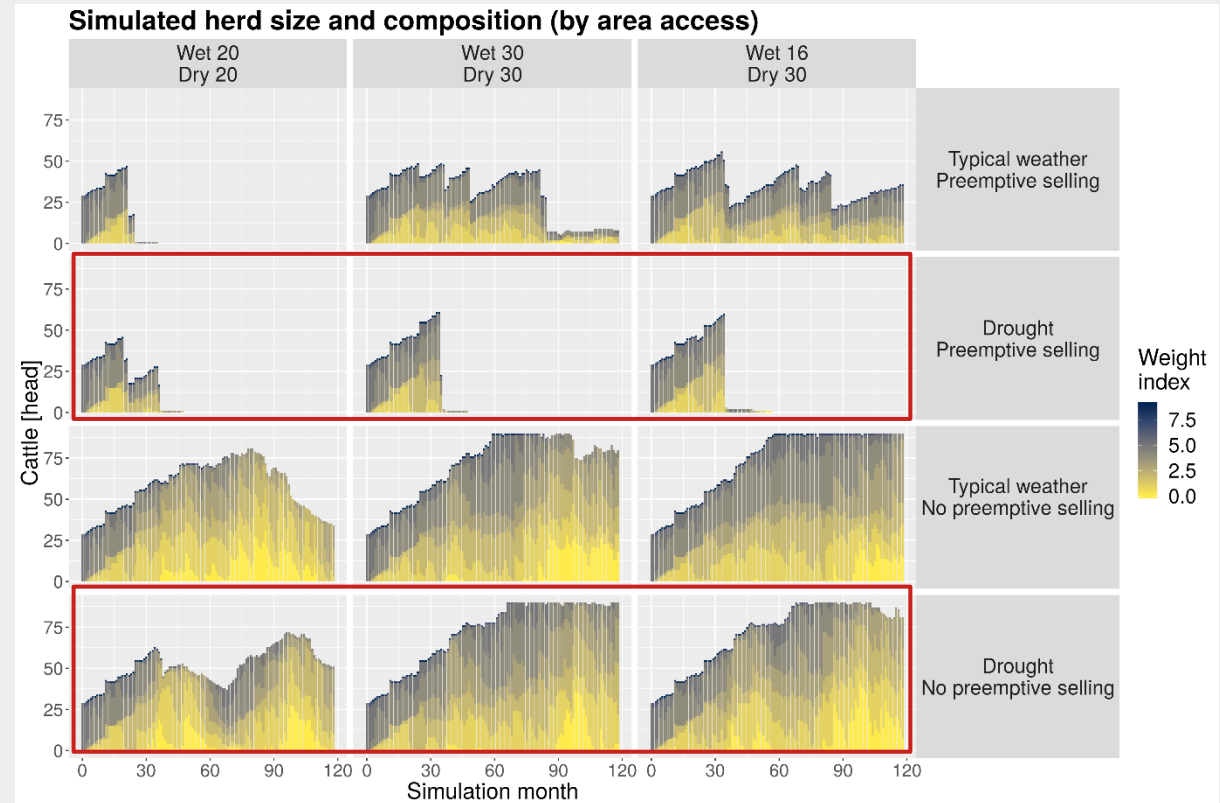 Simulated herd size and composition (by area access)
Wet 20
Dry 20
Wet 30
Dry 30
Wet 16
Dry 30
75
50
25
0
Typical weather
Preemptive selling
75
50
25
0
Drought
Preemptive selling
75
50
25
0
Typical weather
No preemptive selling
75
50
25
0
Drought
No preemptive selling
Cattle [head]
0 30 60 90 120
0 30 60 90 120
0 30 60 90 120
Simulation month
Weight
index
7.5
5.0
2.5
0.0